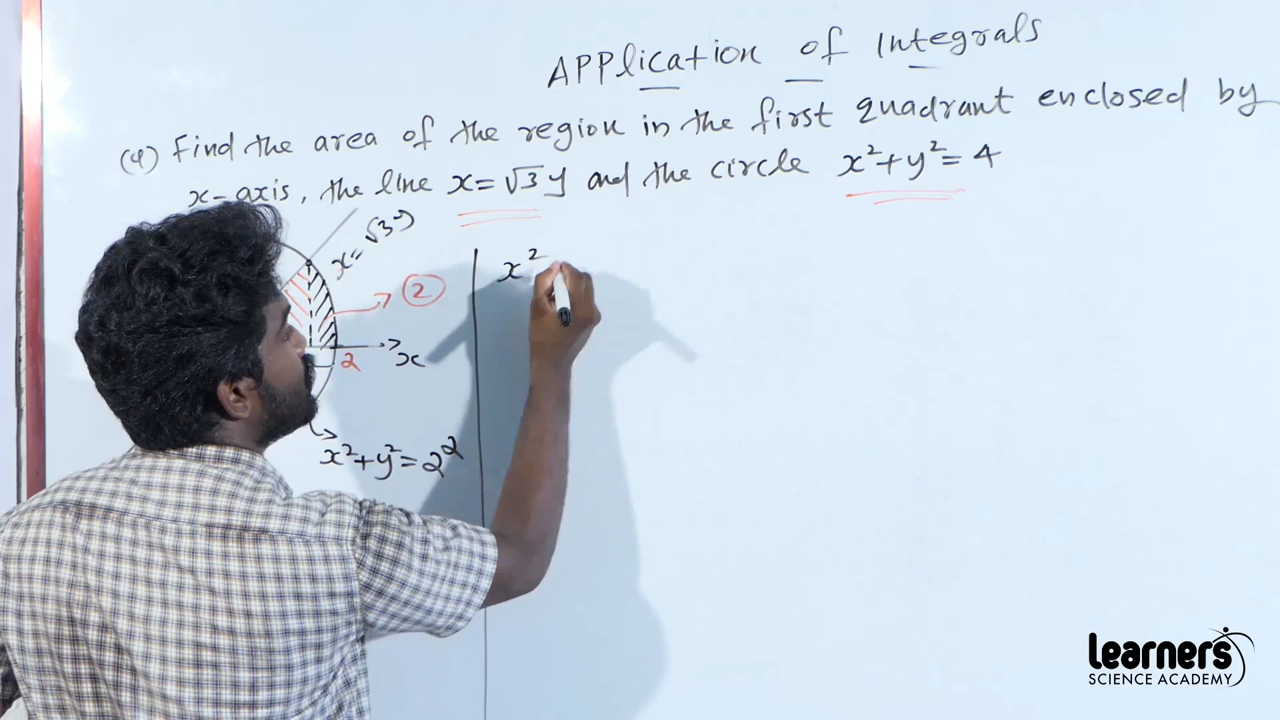 APPlication of Integrals
(4) Find the area of the region in the first quadrant enclosed by
x-axis, the line x = √3 y and the circle x² + y² = 4
x = √3 y
2
x
2
x² + y² = 2²
x²
Learners
SCIENCE ACADEMY